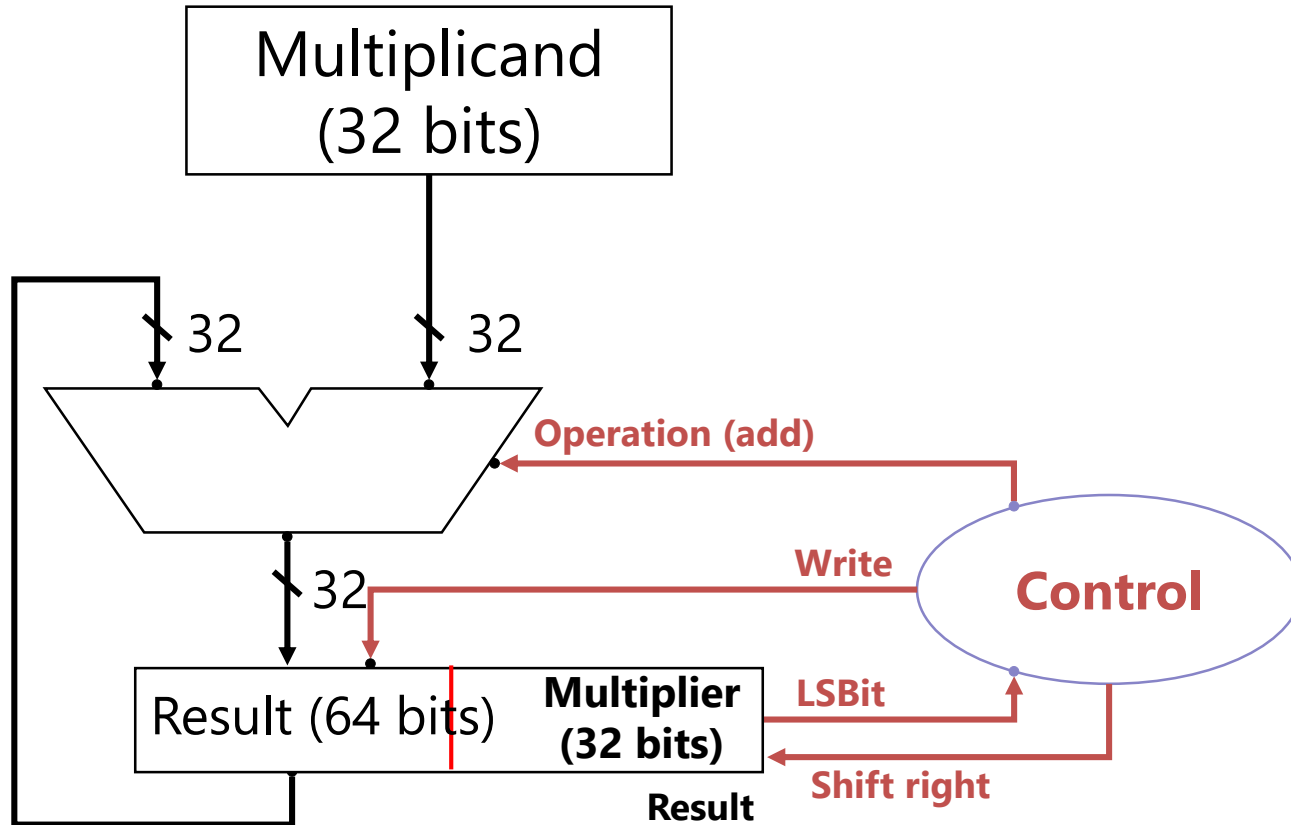 Multiplicand
(32 bits)
32
32
Operation (add)
Write
32
Control
Result (64 bits)
Multiplier
(32 bits)
LSBit
Shift right
Result